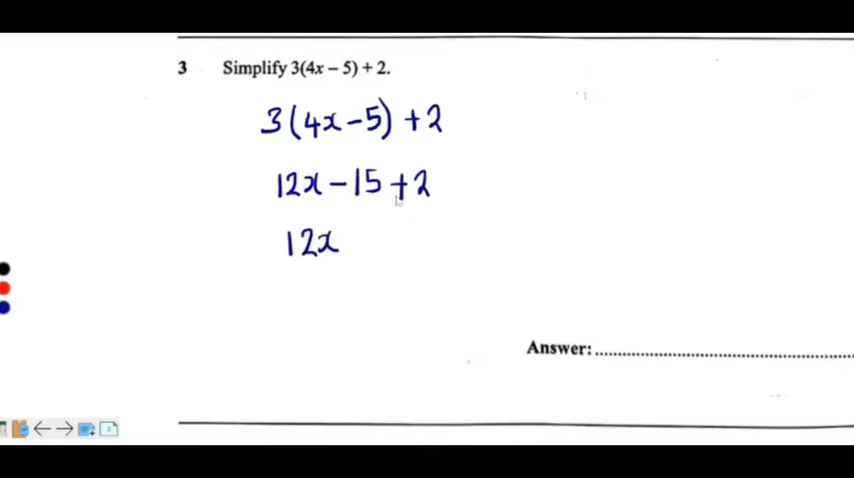 3 Simplify 3(4x – 5) + 2.
3(4x-5)+2
12x-15+2
12x
Answer: ........................................................